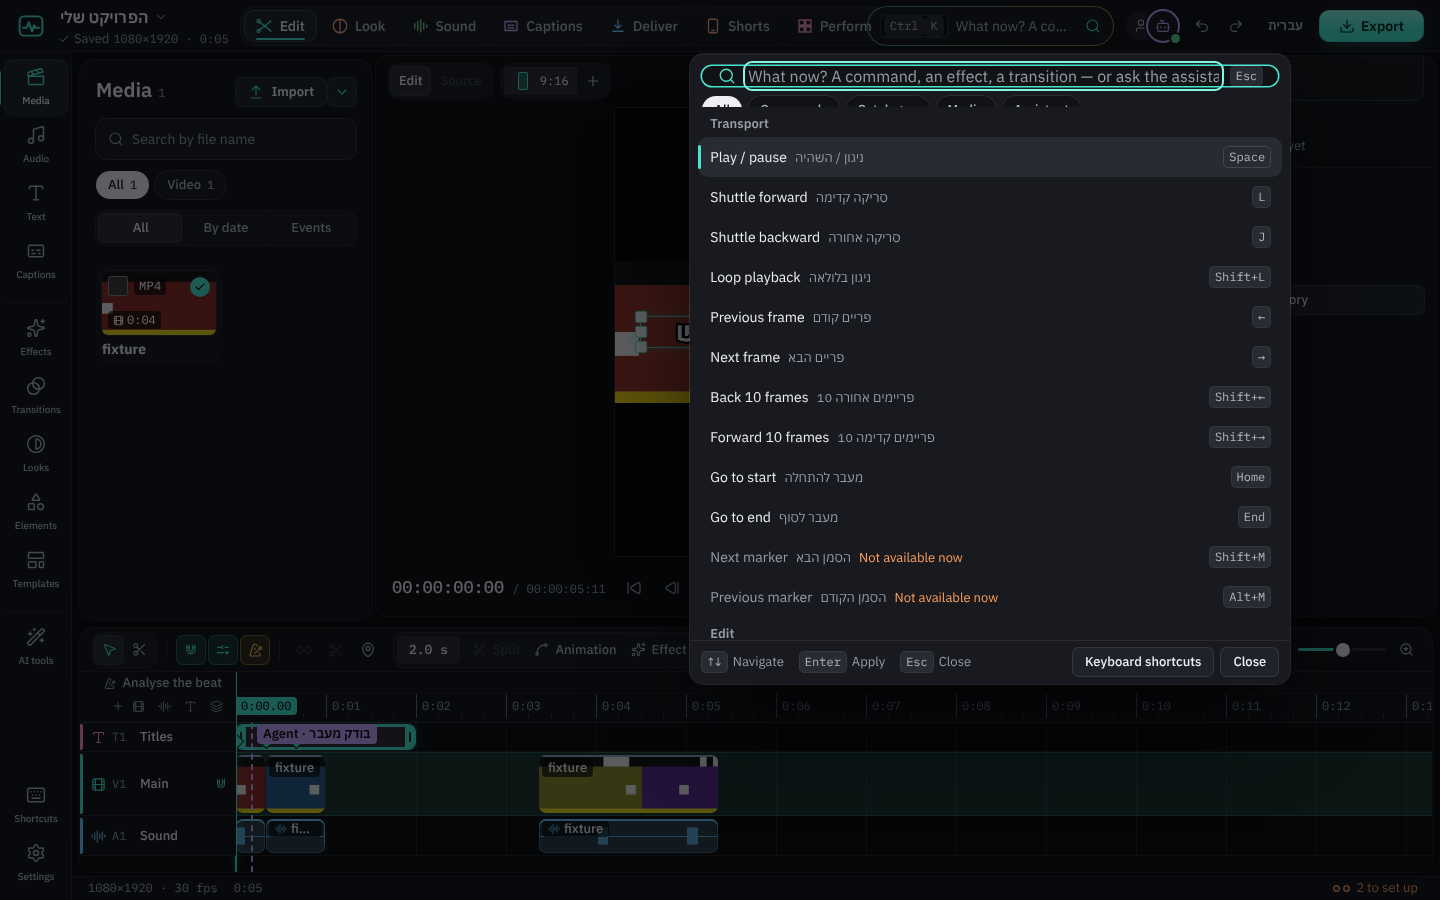 הפרויקט שלי
Saved 1080×1920 · 0:05
Edit
Look
Sound
Captions
Deliver
Shorts
Perform
Ctrl K What now? A co...
עברית
Export
Media
Audio
Text
Captions
Effects
Transitions
Looks
Elements
Templates
AI tools
Shortcuts
Settings
Media 1
Import
Search by file name
All 1
Video 1
All
By date
Events
MP4
0:04
fixture
Edit
Source
9:16
00:00:00:00 / 00:00:05:11
What now? A command, an effect, a transition — or ask the assista
Esc
Transport
Play / pause ניגון / השהיה Space
Shuttle forward סריקה קדימה L
Shuttle backward סריקה אחורה J
Loop playback ניגון בלולאה Shift+L
Previous frame פריים קודם ←
Next frame פריים הבא →
Back 10 frames 10 פריימים אחורה Shift+←
Forward 10 frames 10 פריימים קדימה Shift+→
Go to start מעבר להתחלה Home
Go to end מעבר לסוף End
Next marker הסמן הבא Not available now Shift+M
Previous marker הסמן הקודם Not available now Alt+M
Edit
↑↓ Navigate Enter Apply Esc Close
Keyboard shortcuts
Close
2.0 s
Split
Animation
Effect
Analyse the beat
0:00.00 0:01 0:02 0:03 0:04 0:05 0:06 0:07 0:08 0:09 0:10 0:11 0:12
T1 Titles
Agent · בודק מעבר
V1 Main
fixture
fixture
A1 Sound
fi...
fixture
1080×1920 · 30 fps 0:05
2 to set up